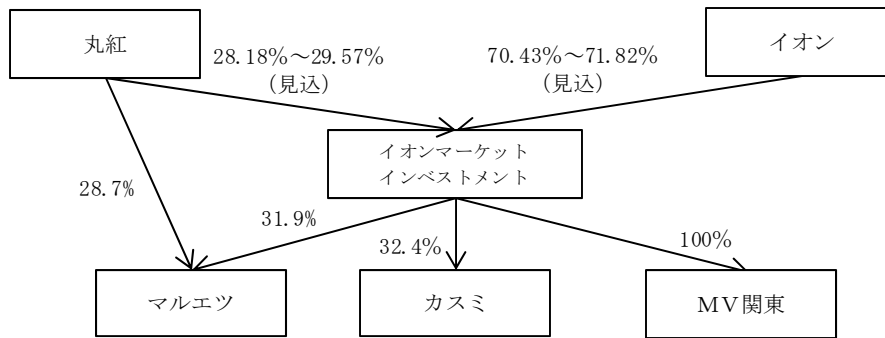 丸紅
28.18%～29.57%
(見込)
70.43%～71.82%
(見込)
イオン
イオンマーケット
インベストメント
28.7%
31.9%
32.4%
100%
マルエツ
カスミ
ＭＶ関東